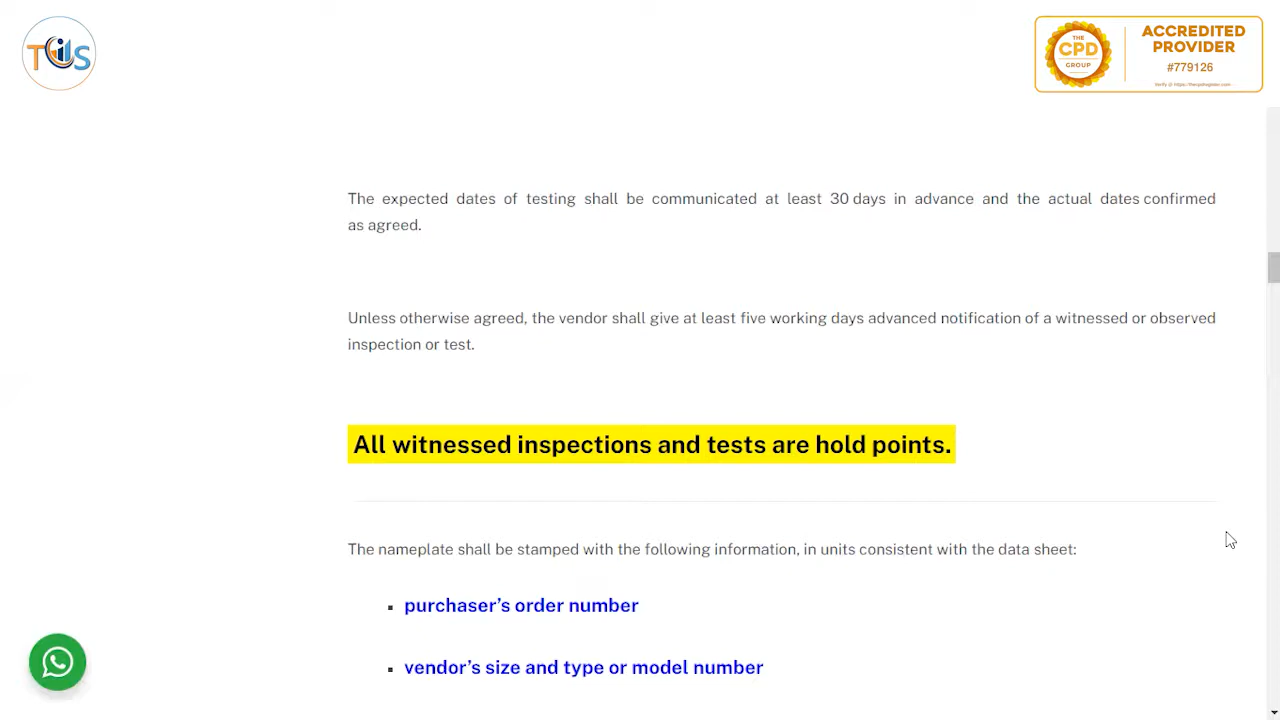 TCIS
THE
CPD
GROUP
ACCREDITED
PROVIDER
#779126
The expected dates of testing shall be communicated at least 30 days in advance and the actual dates confirmed
as agreed.
Unless otherwise agreed, the vendor shall give at least five working days advanced notification of a witnessed or observed
inspection or test.
All witnessed inspections and tests are hold points.
The nameplate shall be stamped with the following information, in units consistent with the data sheet:
▪ purchaser’s order number
▪ vendor’s size and type or model number